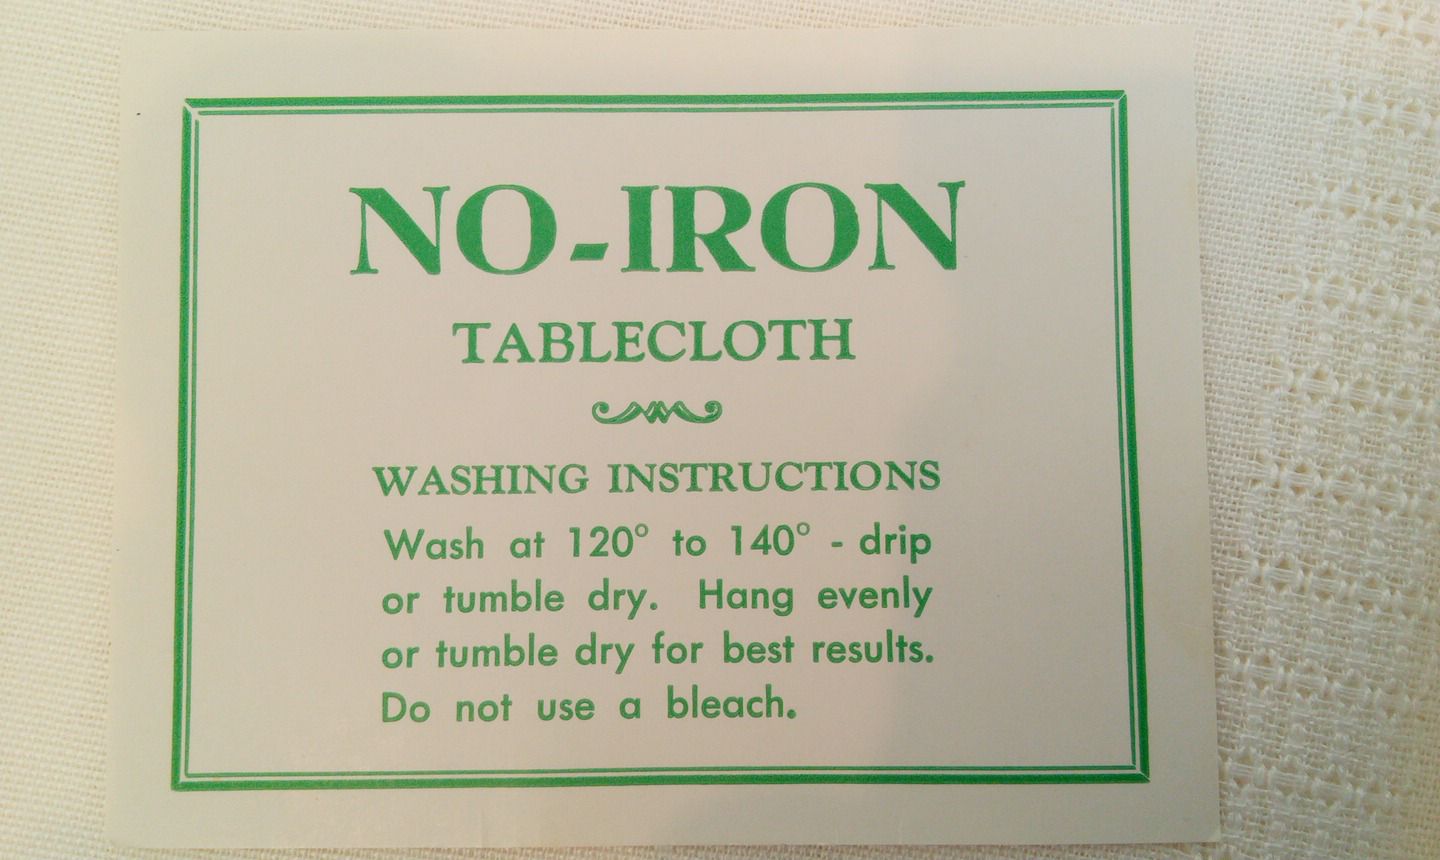 NO-IRON
TABLECLOTH
WASHING INSTRUCTIONS
Wash at 120° to 140° - drip
or tumble dry. Hang evenly
or tumble dry for best results.
Do not use a bleach.